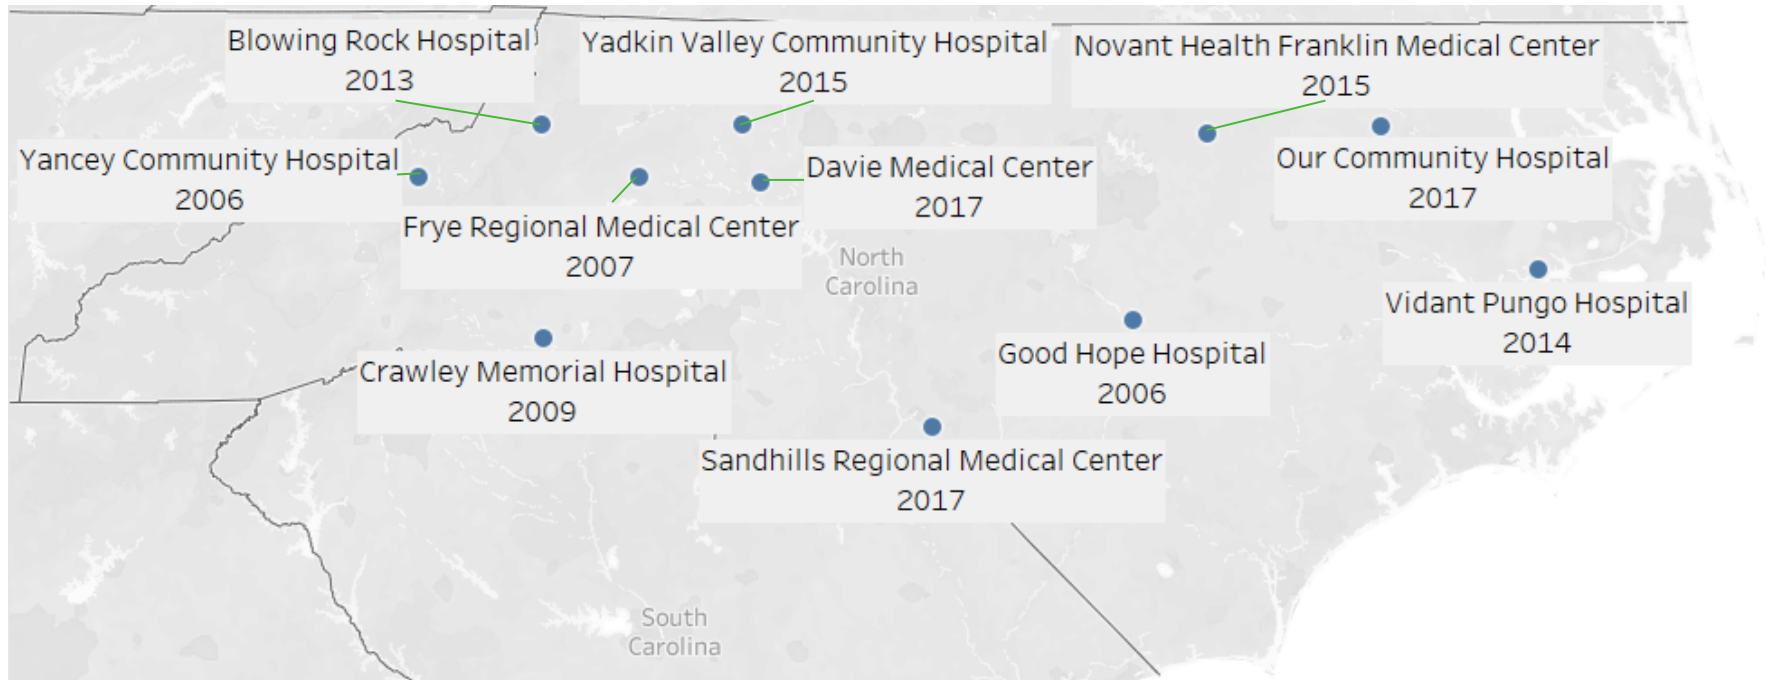 Blowing Rock Hospital
2013
Yadkin Valley Community Hospital
2015
Novant Health Franklin Medical Center
2015
Yancey Community Hospital
2006
Davie Medical Center
2017
Our Community Hospital
2017
Frye Regional Medical Center
2007
North
Carolina
Vidant Pungo Hospital
2014
Good Hope Hospital
2006
Crawley Memorial Hospital
2009
Sandhills Regional Medical Center
2017
South
Carolina